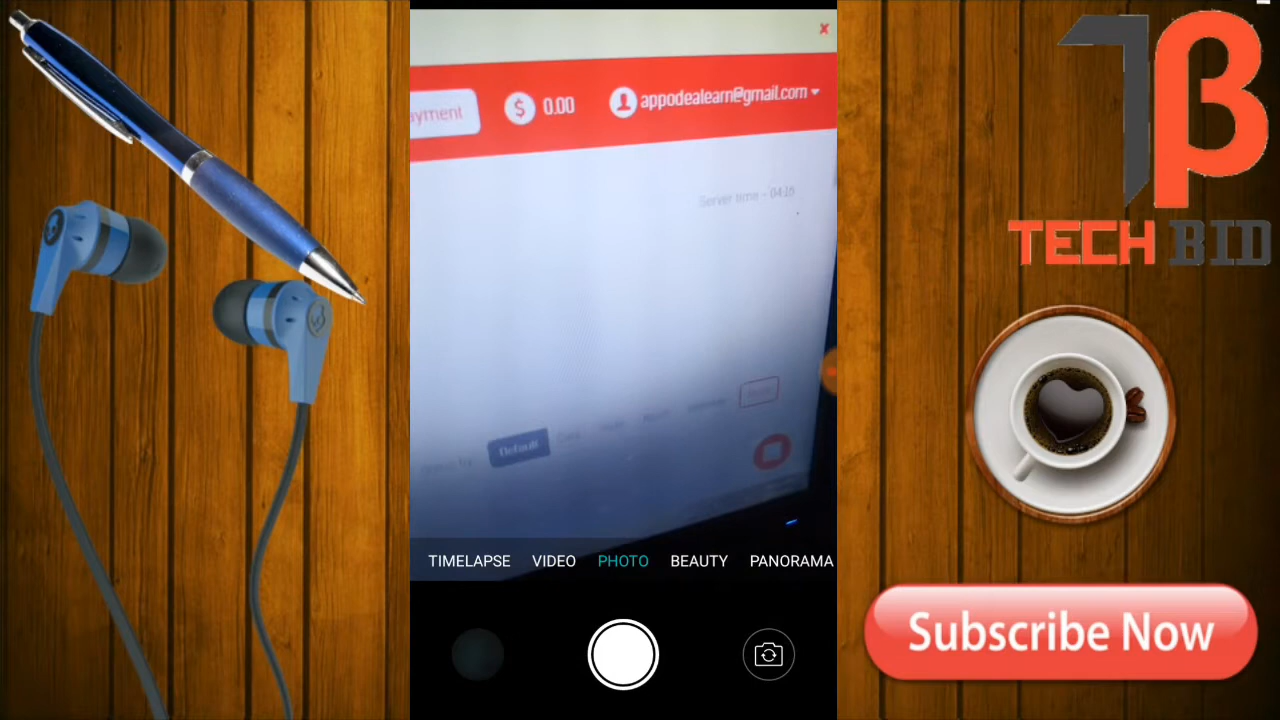 ayment
$ 0.00
appodealearn@gmail.com
Server time - 04:16
Default
TIMELAPSE VIDEO PHOTO BEAUTY PANORAMA
TECH BID
Subscribe Now